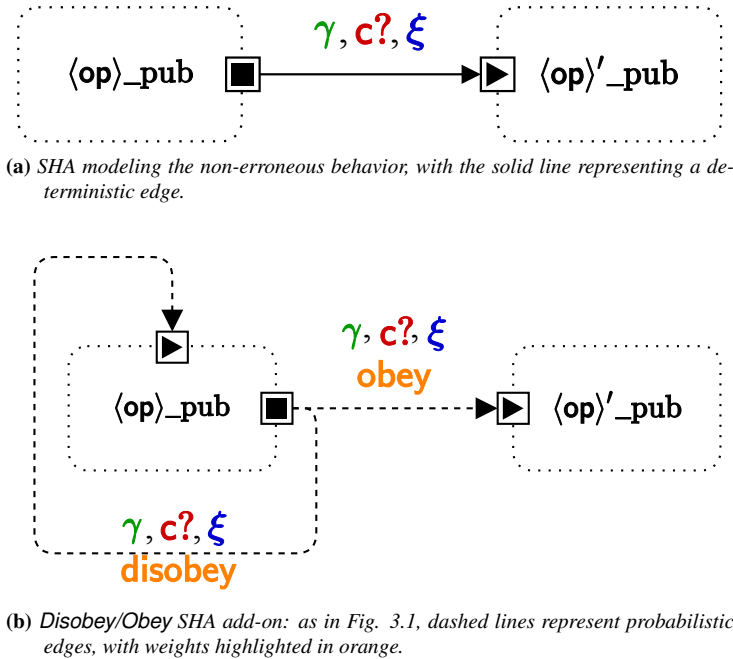 γ, c?, ξ
⟨op⟩_pub ⟨op⟩′_pub
(a) SHA modeling the non-erroneous behavior, with the solid line representing a de-
terministic edge.
γ, c?, ξ
obey
⟨op⟩_pub ⟨op⟩′_pub
γ, c?, ξ
disobey
(b) Disobey/Obey SHA add-on: as in Fig. 3.1, dashed lines represent probabilistic
edges, with weights highlighted in orange.